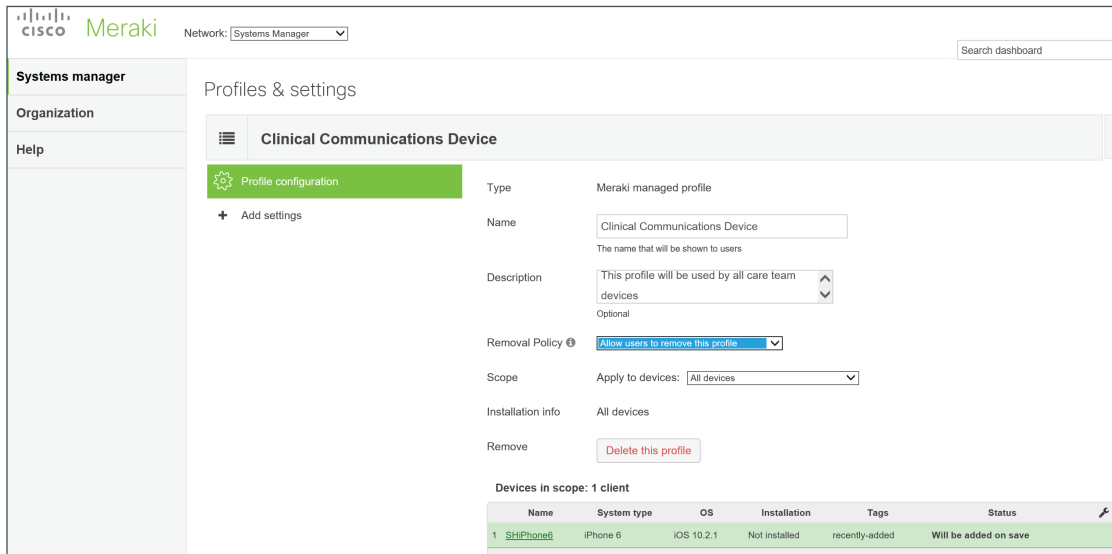 CISCO Meraki
Network: Systems Manager
Search dashboard
Systems manager
Organization
Help
Profiles & settings
Clinical Communications Device
Profile configuration
Add settings
Type Meraki managed profile
Name Clinical Communications Device
The name that will be shown to users
Description This profile will be used by all care team
devices
Optional
Removal Policy Allow users to remove this profile
Scope Apply to devices: All devices
Installation info All devices
Remove Delete this profile
Devices in scope: 1 client
Name System type OS Installation Tags Status
1 SHiPhone6 iPhone 6 iOS 10.2.1 Not installed recently-added Will be added on save